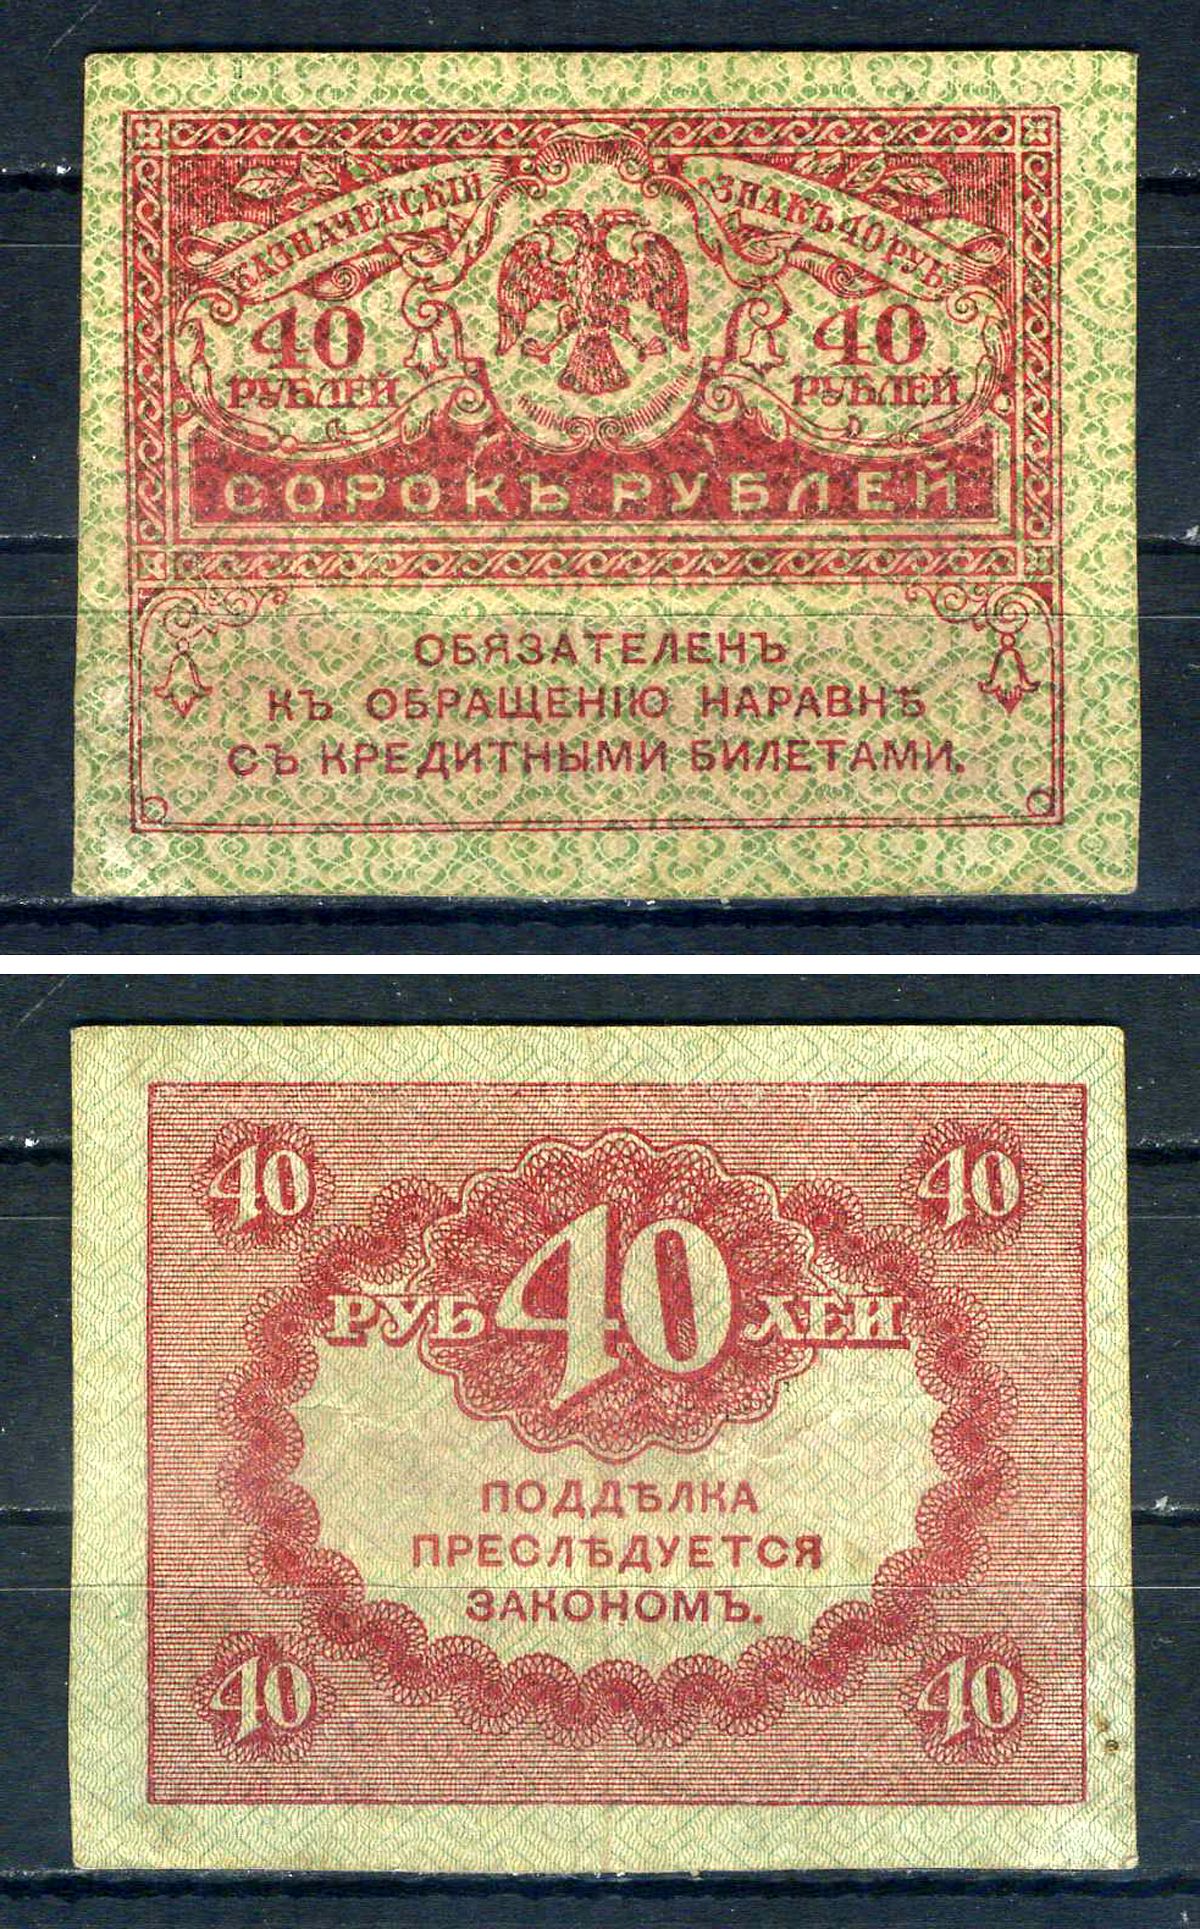 КАЗНАЧЕЙСКІЙ ЗНАКЪ 40 РУБ.
40 40
РУБЛЕЙ РУБЛЕЙ
СОРОКЪ РУБЛЕЙ
ОБЯЗАТЕЛЕНЪ
КЪ ОБРАЩЕНІЮ НАРАВНѢ
СЪ КРЕДИТНЫМИ БИЛЕТАМИ.
40 40
РУБ 40 ЛЕЙ
ПОДДѢЛКА
ПРЕСЛѢДУЕТСЯ
ЗАКОНОМЪ.
40 40